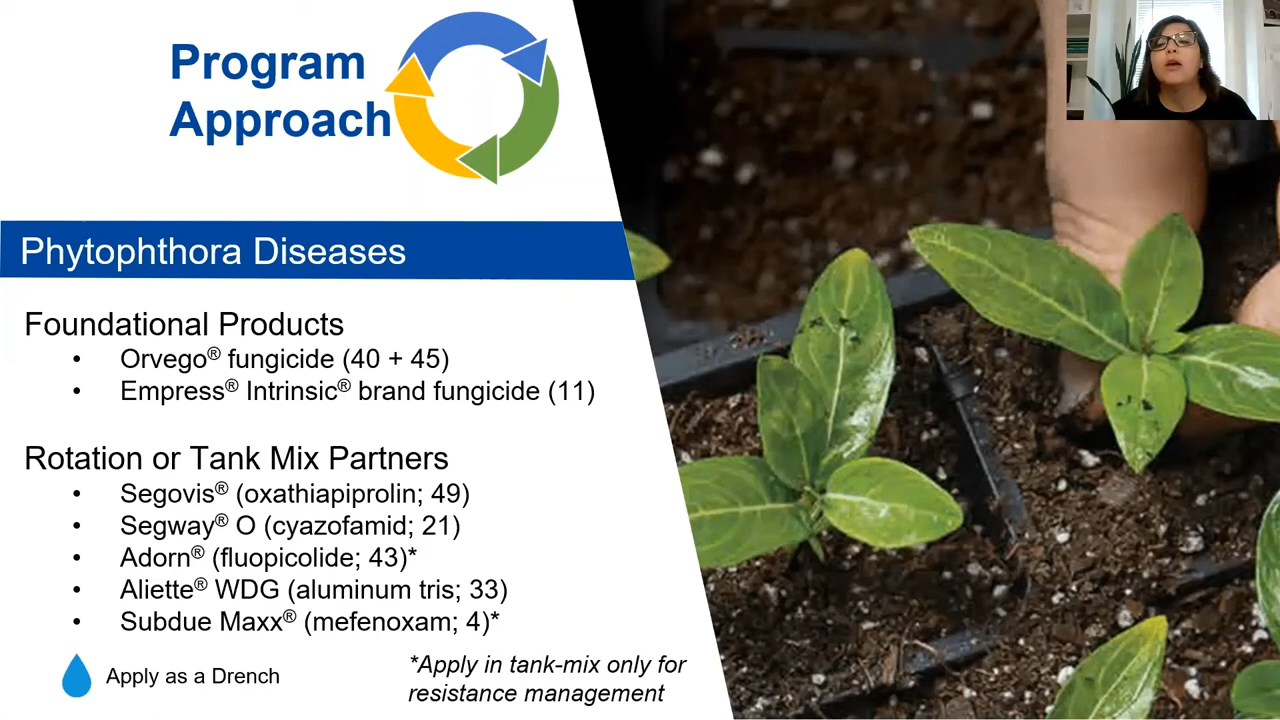 Program
Approach
Phytophthora Diseases
Foundational Products
• Orvego® fungicide (40 + 45)
• Empress® Intrinsic® brand fungicide (11)
Rotation or Tank Mix Partners
• Segovis® (oxathiapiprolin; 49)
• Segway® O (cyazofamid; 21)
• Adorn® (fluopicolide; 43)*
• Aliette® WDG (aluminum tris; 33)
• Subdue Maxx® (mefenoxam; 4)*
Apply as a Drench
*Apply in tank-mix only for
resistance management